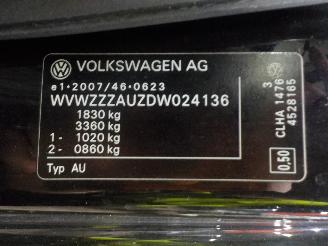 VOLKSWAGEN AG
e1*2007/46*0623
WVWZZZAUZDW024136
1830 kg
3360 kg
1- 1020 kg
2- 0860 kg
Typ AU
3
CLHA 1476
4528165
0,50